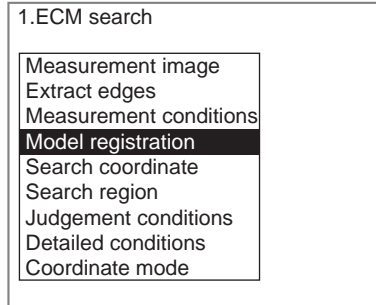 1.ECM search
Measurement image
Extract edges
Measurement conditions
Model registration
Search coordinate
Search region
Judgement conditions
Detailed conditions
Coordinate mode